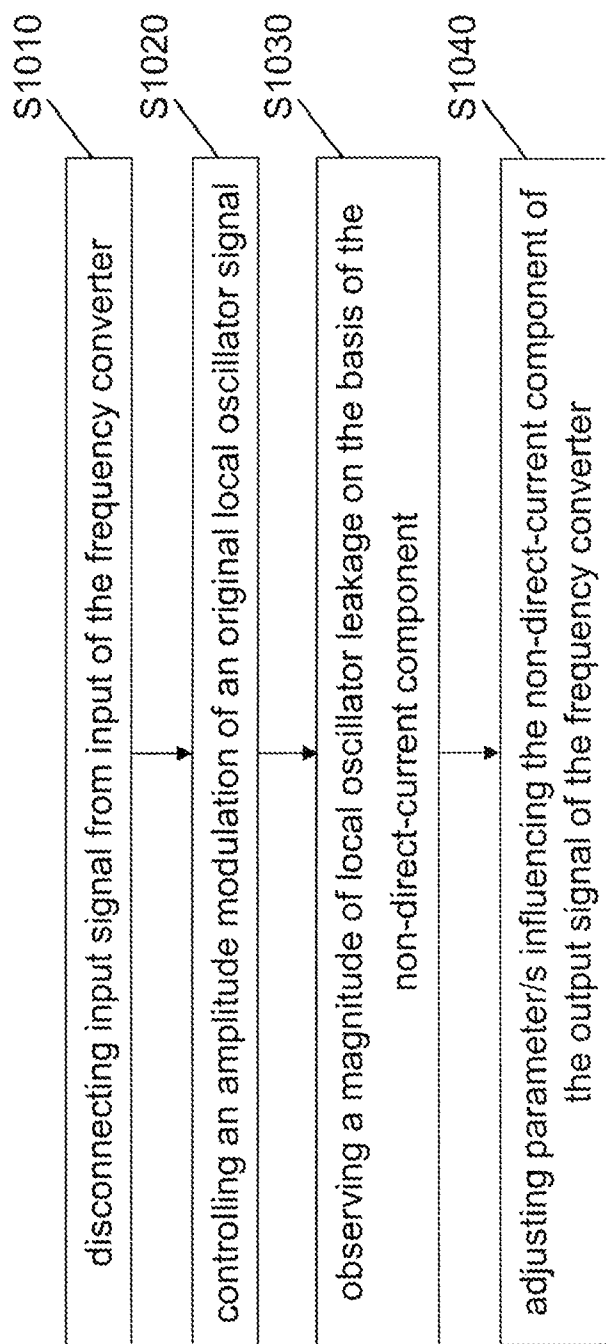 S1010
disconnecting input signal from input of the frequency converter
S1020
controlling an amplitude modulation of an original local oscillator signal
S1030
observing a magnitude of local oscillator leakage on the basis of the
non-direct-current component
S1040
adjusting parameter/s influencing the non-direct-current component of
the output signal of the frequency converter